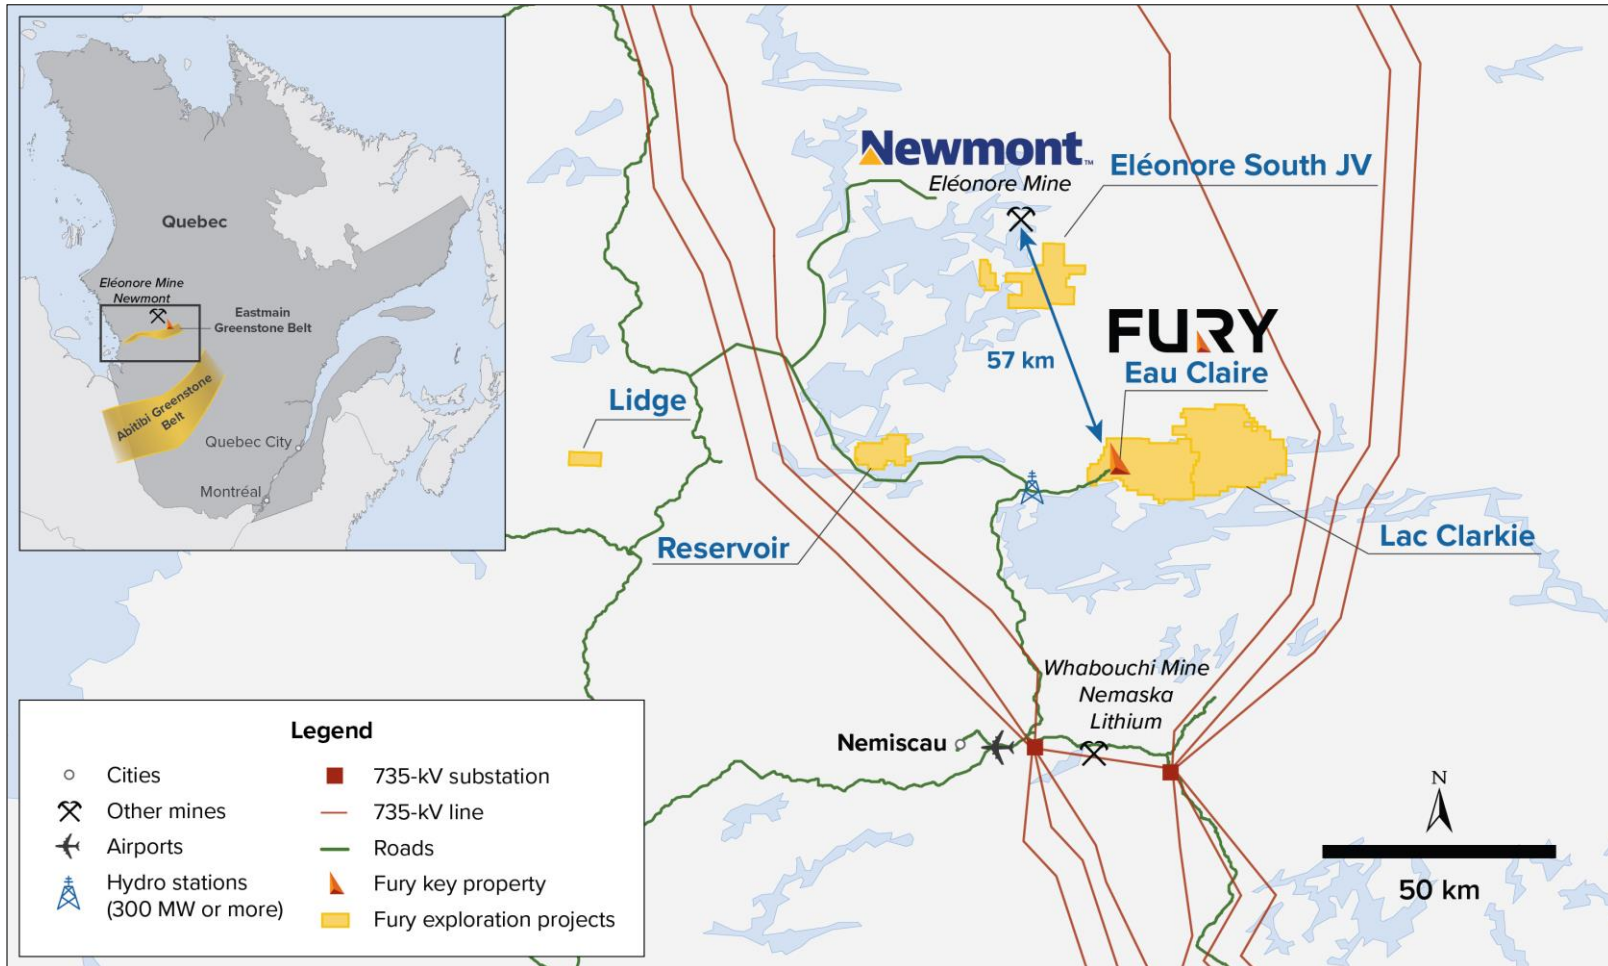 Quebec
Eléonore Mine
Newmont
Eastmain
Greenstone Belt
Abitibi Greenstone
Belt
Quebec City
Montréal
Newmont™
Eléonore Mine
Eléonore South JV
57 km
FURY
Eau Claire
Lidge
Reservoir
Lac Clarkie
Whabouchi Mine
Nemaska
Lithium
Nemiscau
Legend
Cities
Other mines
Airports
Hydro stations
(300 MW or more)
735-kV substation
735-kV line
Roads
Fury key property
Fury exploration projects
N
50 km